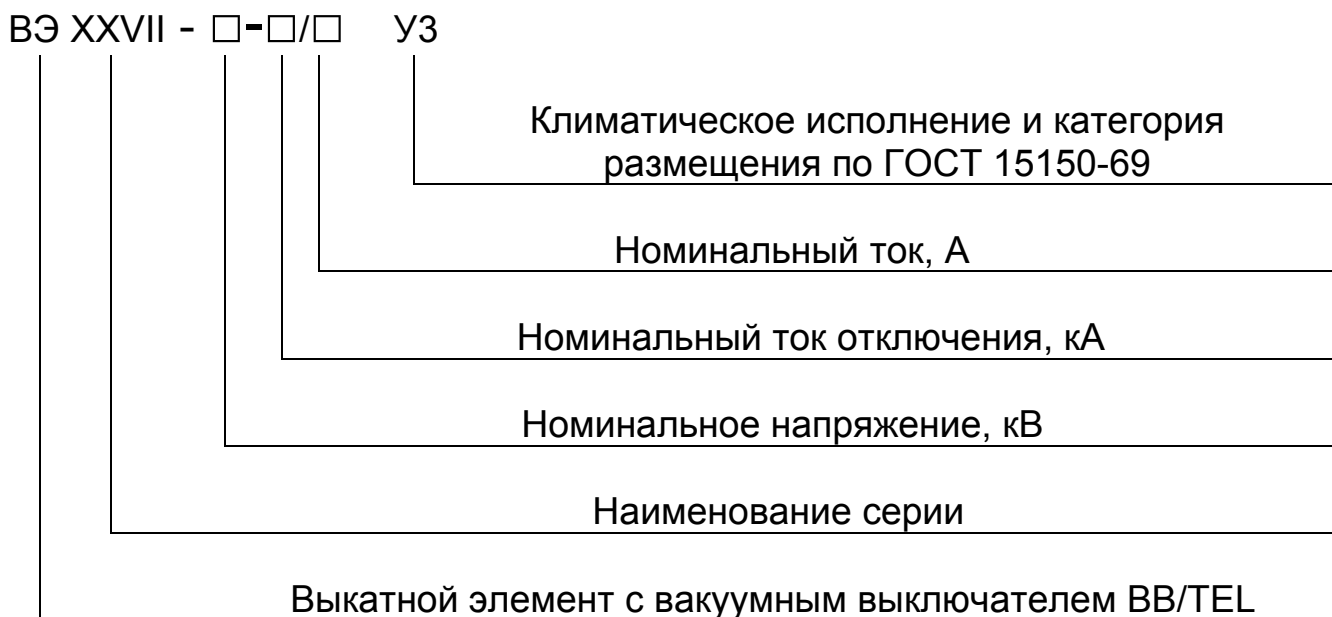 ВЭ XXVII - □-□/□ У3
Климатическое исполнение и категория
размещения по ГОСТ 15150-69
Номинальный ток, А
Номинальный ток отключения, кА
Номинальное напряжение, кВ
Наименование серии
Выкатной элемент с вакуумным выключателем BB/TEL